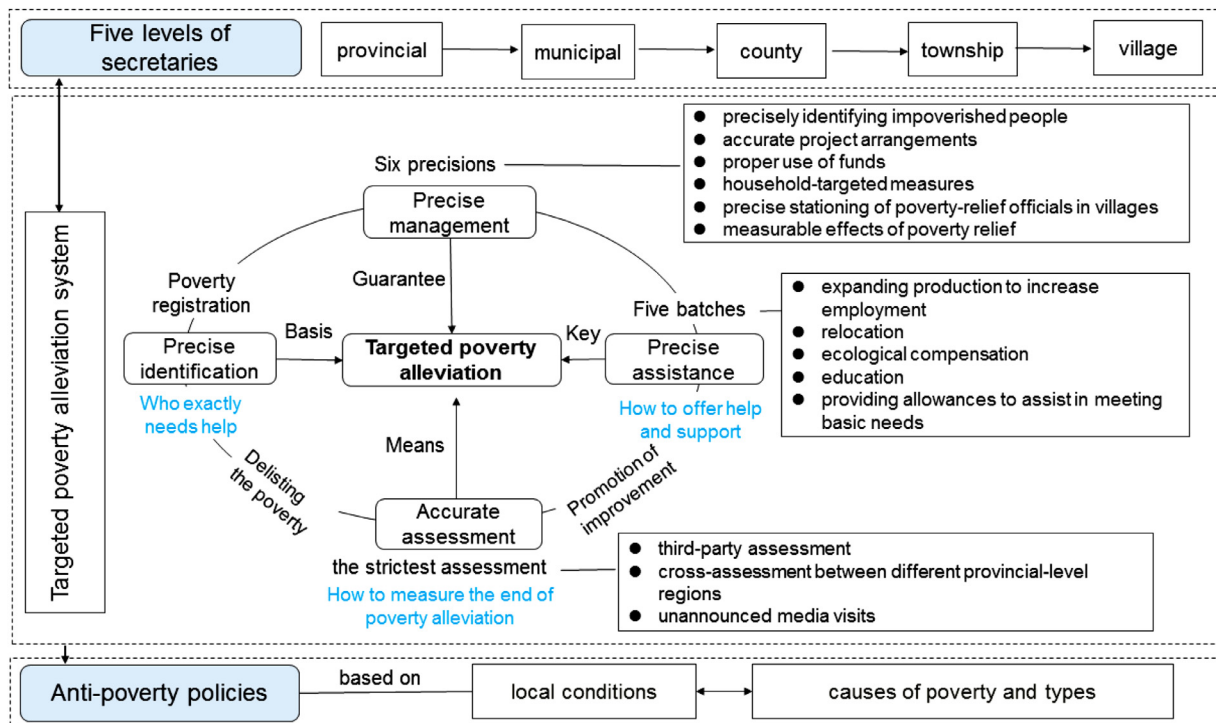 Five levels of
secretaries
provincial
municipal
county
township
village
Targeted poverty alleviation system
Six precisions
● precisely identifying impoverished people
● accurate project arrangements
● proper use of funds
● household-targeted measures
● precise stationing of poverty-relief officials in villages
● measurable effects of poverty relief
Precise
management
Poverty
registration
Guarantee
Five batches
● expanding production to increase
employment
● relocation
● ecological compensation
● education
● providing allowances to assist in meeting
basic needs
Precise
identification
Basis
Targeted poverty
alleviation
Key
Precise
assistance
Who exactly
needs help
How to offer help
and support
Means
Delisting
the poverty
Promotion of
improvement
Accurate
assessment
the strictest assessment
How to measure the end of
poverty alleviation
● third-party assessment
● cross-assessment between different provincial-level
regions
● unannounced media visits
Anti-poverty policies
based on
local conditions
causes of poverty and types